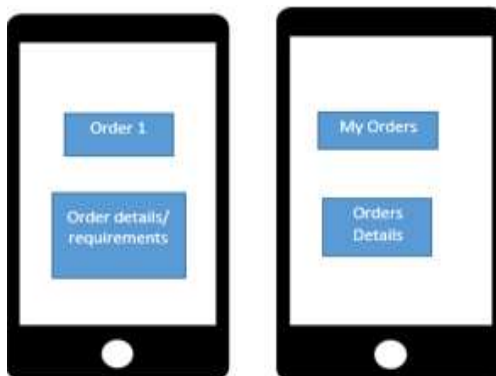 Order 1
Order details/
requirements
My Orders
Orders
Details